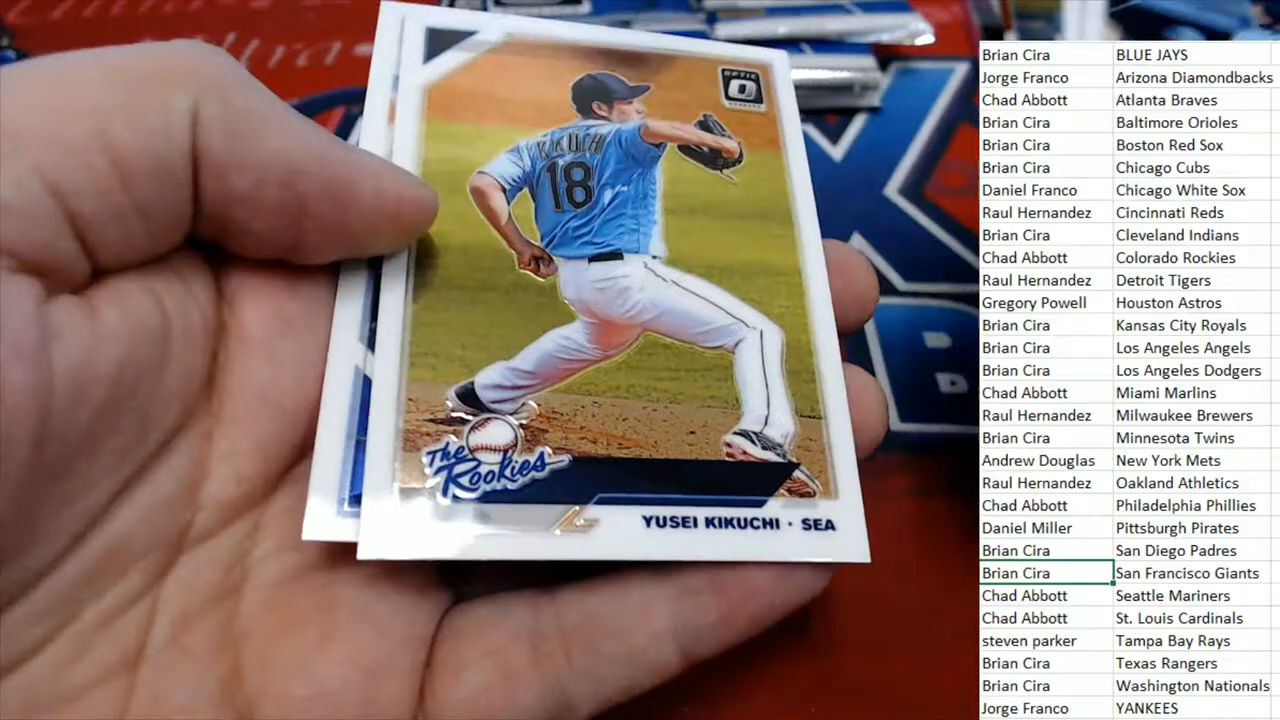 Ultra
OPTIC
KIKUCHI
18
The
Rookies
YUSEI KIKUCHI · SEA
Brian Cira BLUE JAYS
Jorge Franco Arizona Diamondbacks
Chad Abbott Atlanta Braves
Brian Cira Baltimore Orioles
Brian Cira Boston Red Sox
Brian Cira Chicago Cubs
Daniel Franco Chicago White Sox
Raul Hernandez Cincinnati Reds
Brian Cira Cleveland Indians
Chad Abbott Colorado Rockies
Raul Hernandez Detroit Tigers
Gregory Powell Houston Astros
Brian Cira Kansas City Royals
Brian Cira Los Angeles Angels
Brian Cira Los Angeles Dodgers
Chad Abbott Miami Marlins
Raul Hernandez Milwaukee Brewers
Brian Cira Minnesota Twins
Andrew Douglas New York Mets
Raul Hernandez Oakland Athletics
Chad Abbott Philadelphia Phillies
Daniel Miller Pittsburgh Pirates
Brian Cira San Diego Padres
Brian Cira San Francisco Giants
Chad Abbott Seattle Mariners
Chad Abbott St. Louis Cardinals
steven parker Tampa Bay Rays
Brian Cira Texas Rangers
Brian Cira Washington Nationals
Jorge Franco YANKEES